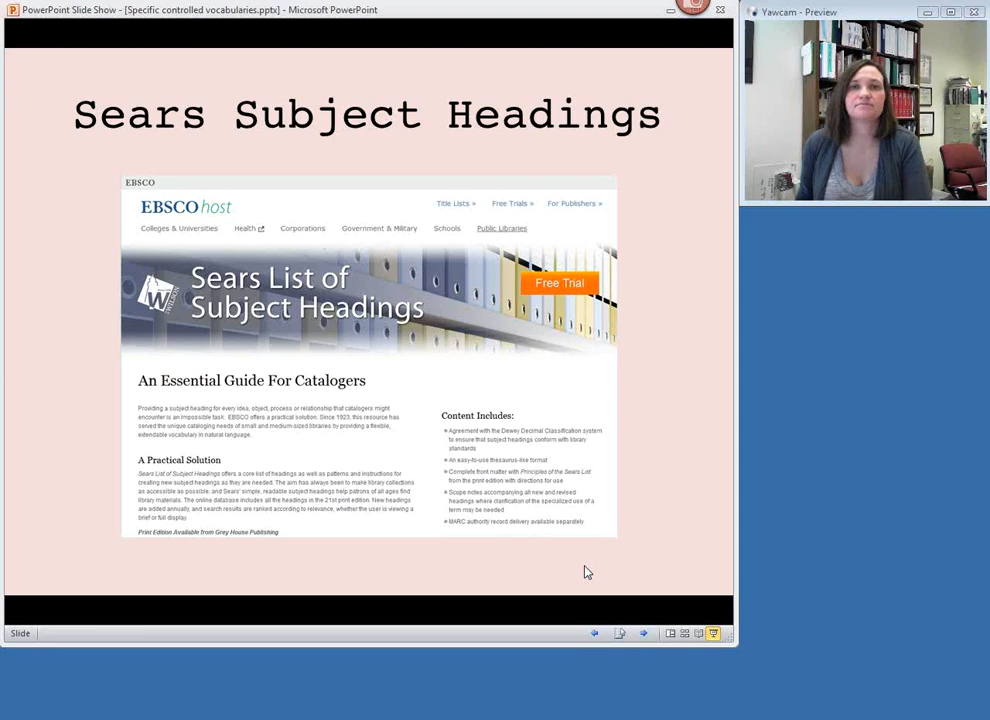 PowerPoint Slide Show - [Specific controlled vocabularies.pptx] - Microsoft PowerPoint
Yawcam - Preview
Sears Subject Headings
EBSCO
EBSCO host
Title Lists » Free Trials » For Publishers »
Colleges & Universities Health Corporations Government & Military Schools Public Libraries
Sears List of
Subject Headings
Free Trial
W
An Essential Guide For Catalogers
Providing a subject heading for every idea, object, process or relationship that catalogers might
encounter is an impossible task. EBSCO offers a practical solution. Since 1923, this resource has
served the unique cataloging needs of small and medium-sized libraries by providing a flexible,
extendable vocabulary in natural language.
A Practical Solution
Sears List of Subject Headings offers a core list of headings as well as patterns and instructions for
creating new subject headings as they are needed. The aim has always been to make library collections
as accessible as possible, and Sears' simple, readable subject headings help patrons of all ages find
library materials. The online database includes all the headings in the 21st print edition. New headings
are added annually, and search results are ranked according to relevance, whether the user is viewing a
brief or full display.
Print Edition Available from Grey House Publishing
Content Includes:
Agreement with the Dewey Decimal Classification system
to ensure that subject headings conform with library
standards
An easy-to-use thesaurus-like format
Complete front matter with Principles of the Sears List
from the print edition with directions for use
Scope notes accompanying all new and revised
headings where clarification of the specialized use of a
term may be needed
MARC authority record delivery available separately
Slide